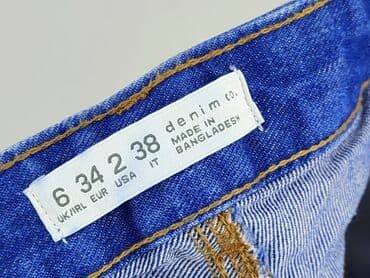 6 34 2 38 denim co.
UK/IRL EUR USA IT MADE IN
BANGLADESH